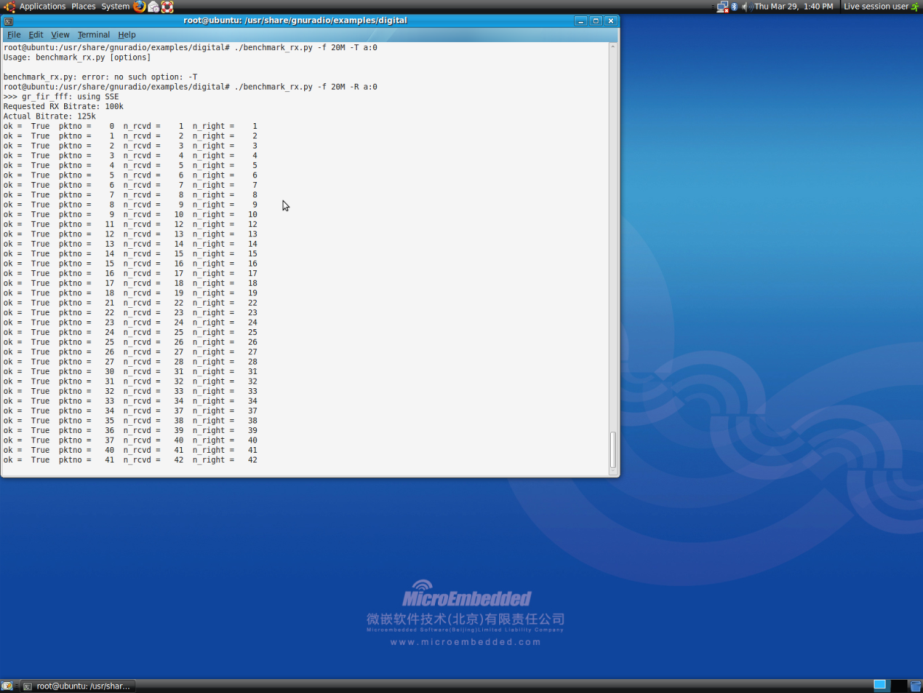 Applications Places System
Thu Mar 29, 1:40 PM
Live session user
root@ubuntu: /usr/share/gnuradio/examples/digital
File Edit View Terminal Help
root@ubuntu:/usr/share/gnuradio/examples/digital# ./benchmark_rx.py -f 20M -T a:0
Usage: benchmark_rx.py [options]
benchmark_rx.py: error: no such option: -T
root@ubuntu:/usr/share/gnuradio/examples/digital# ./benchmark_rx.py -f 20M -R a:0
>>> gr_fir_fff: using SSE
Requested RX Bitrate: 100k
Actual Bitrate: 125k
ok = True pktno = 0 n_rcvd = 1 n_right = 1
ok = True pktno = 1 n_rcvd = 2 n_right = 2
ok = True pktno = 2 n_rcvd = 3 n_right = 3
ok = True pktno = 3 n_rcvd = 4 n_right = 4
ok = True pktno = 4 n_rcvd = 5 n_right = 5
ok = True pktno = 5 n_rcvd = 6 n_right = 6
ok = True pktno = 6 n_rcvd = 7 n_right = 7
ok = True pktno = 7 n_rcvd = 8 n_right = 8
ok = True pktno = 8 n_rcvd = 9 n_right = 9
ok = True pktno = 9 n_rcvd = 10 n_right = 10
ok = True pktno = 11 n_rcvd = 12 n_right = 12
ok = True pktno = 12 n_rcvd = 13 n_right = 13
ok = True pktno = 13 n_rcvd = 14 n_right = 14
ok = True pktno = 14 n_rcvd = 15 n_right = 15
ok = True pktno = 15 n_rcvd = 16 n_right = 16
ok = True pktno = 16 n_rcvd = 17 n_right = 17
ok = True pktno = 17 n_rcvd = 18 n_right = 18
ok = True pktno = 18 n_rcvd = 19 n_right = 19
ok = True pktno = 21 n_rcvd = 22 n_right = 22
ok = True pktno = 22 n_rcvd = 23 n_right = 23
ok = True pktno = 23 n_rcvd = 24 n_right = 24
ok = True pktno = 24 n_rcvd = 25 n_right = 25
ok = True pktno = 25 n_rcvd = 26 n_right = 26
ok = True pktno = 26 n_rcvd = 27 n_right = 27
ok = True pktno = 27 n_rcvd = 28 n_right = 28
ok = True pktno = 30 n_rcvd = 31 n_right = 31
ok = True pktno = 31 n_rcvd = 32 n_right = 32
ok = True pktno = 32 n_rcvd = 33 n_right = 33
ok = True pktno = 33 n_rcvd = 34 n_right = 34
ok = True pktno = 34 n_rcvd = 37 n_right = 37
ok = True pktno = 35 n_rcvd = 38 n_right = 38
ok = True pktno = 36 n_rcvd = 39 n_right = 39
ok = True pktno = 37 n_rcvd = 40 n_right = 40
ok = True pktno = 40 n_rcvd = 41 n_right = 41
ok = True pktno = 41 n_rcvd = 42 n_right = 42
MicroEmbedded
微嵌软件技术(北京)有限责任公司
Microembedded Software(Beijing)Limited Liability Company
www.microembedded.com
root@ubuntu: /usr/shar...